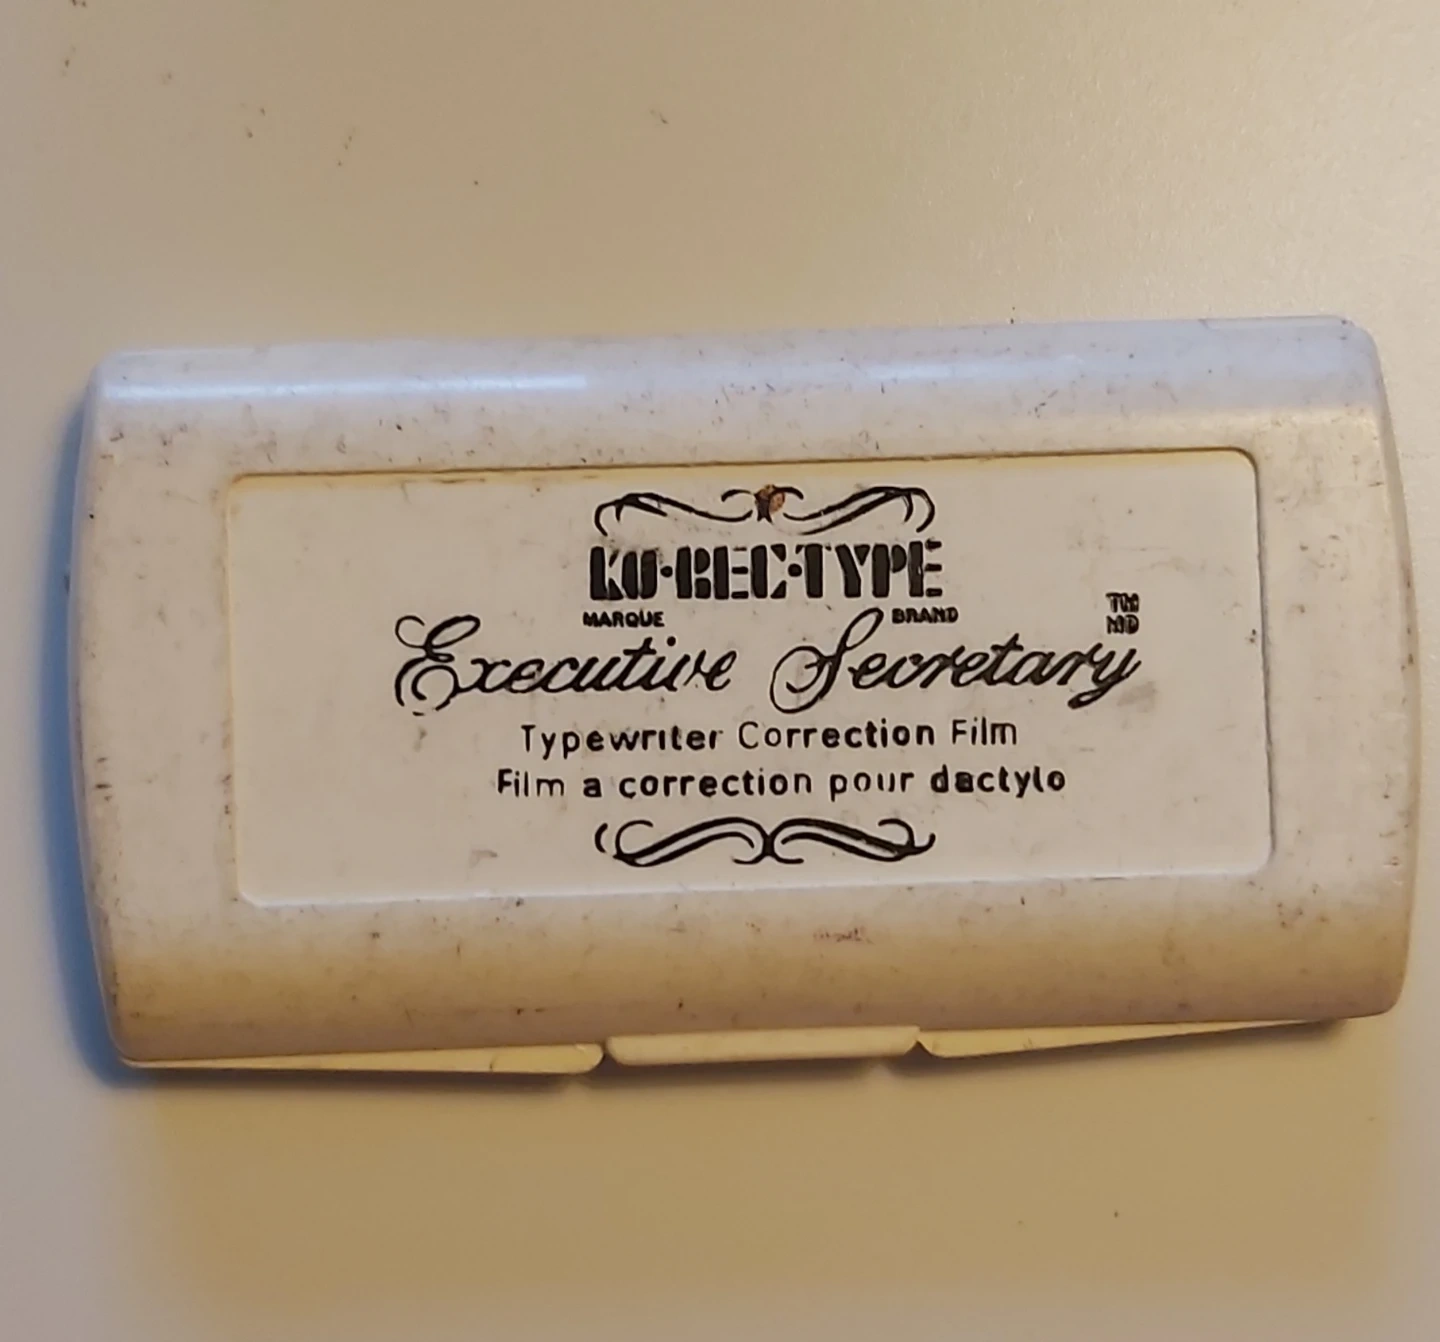 KO·REC·TYPE
MARQUE BRAND
Executive Secretary TM MD
Typewriter Correction Film
Film a correction pour dactylo